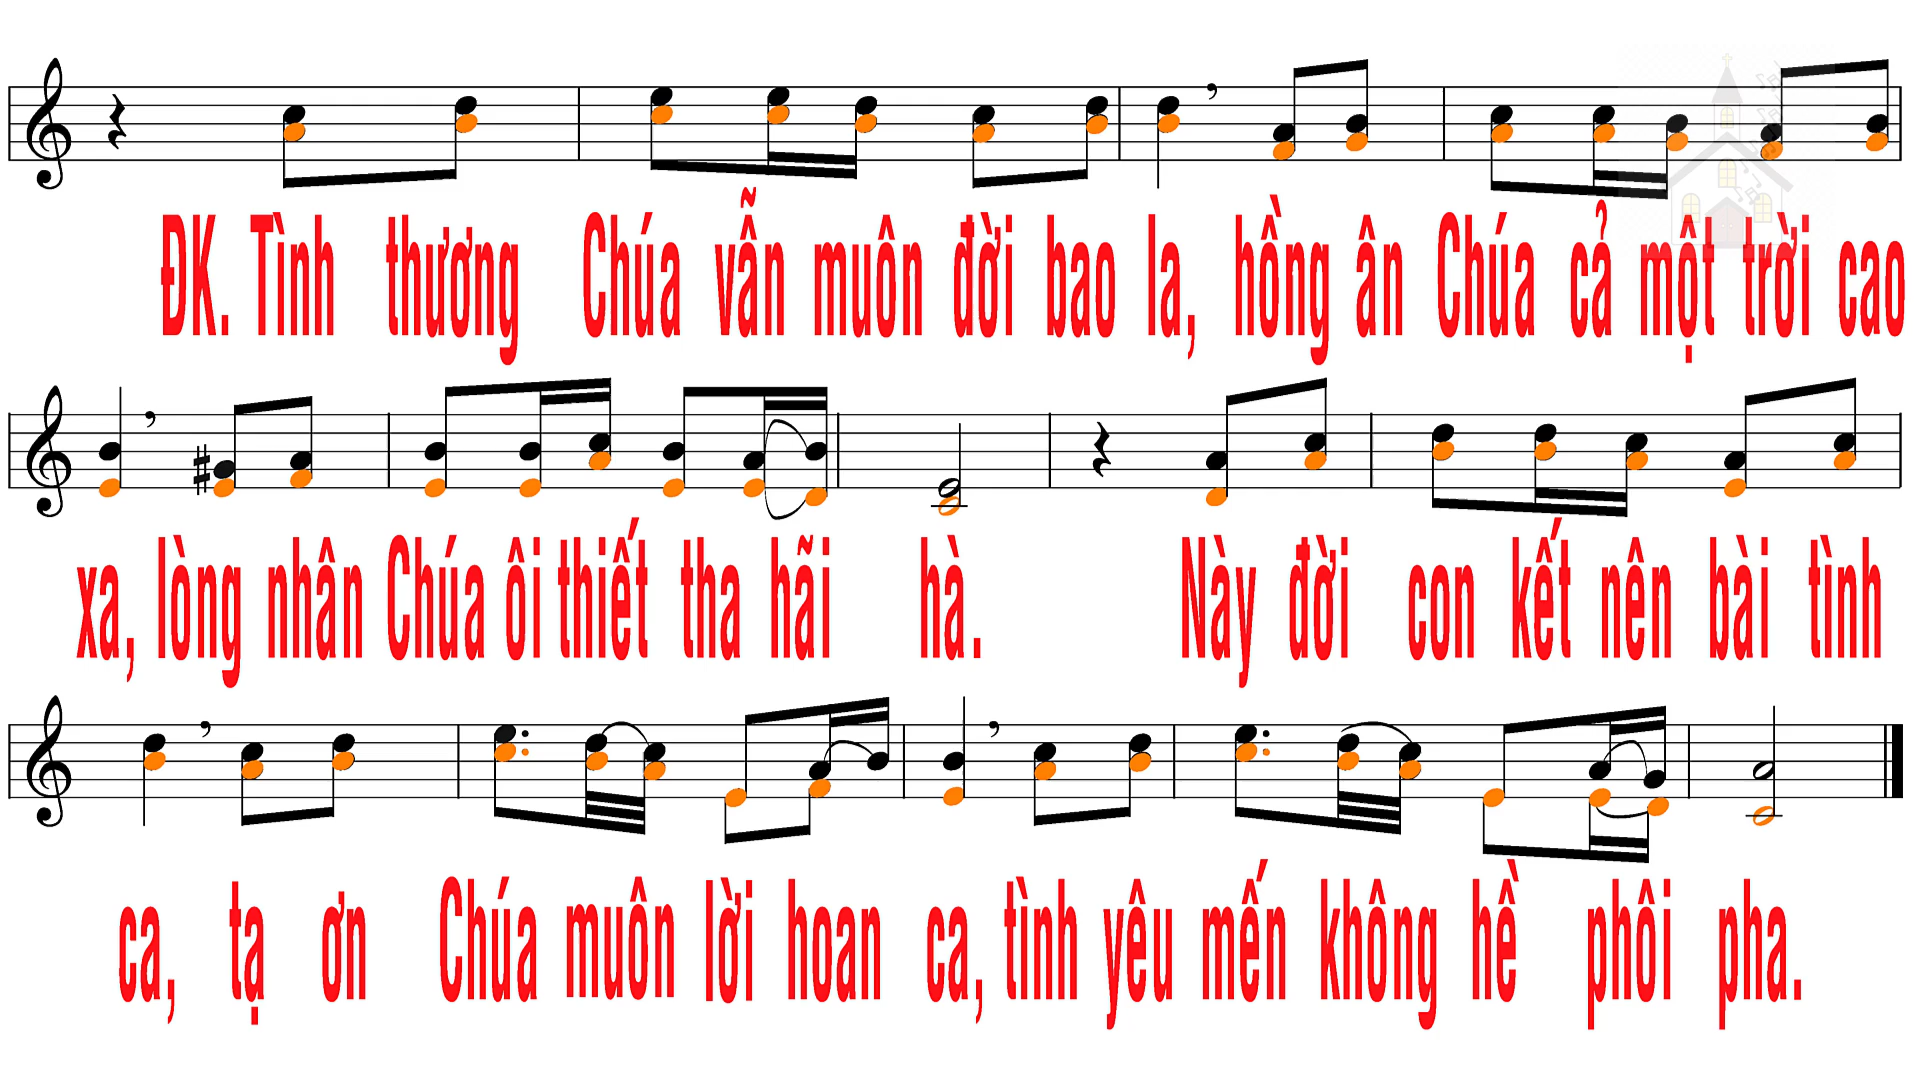 ĐK. Tình thương Chúa vẫn muôn đời bao la, hồng ân Chúa cả một trời cao
xa, lòng nhân Chúa ôi thiết tha hãi hà. Này đời con kết nên bài tình
ca, tạ ơn Chúa muôn lời hoan ca, tình yêu mến không hề phôi pha.